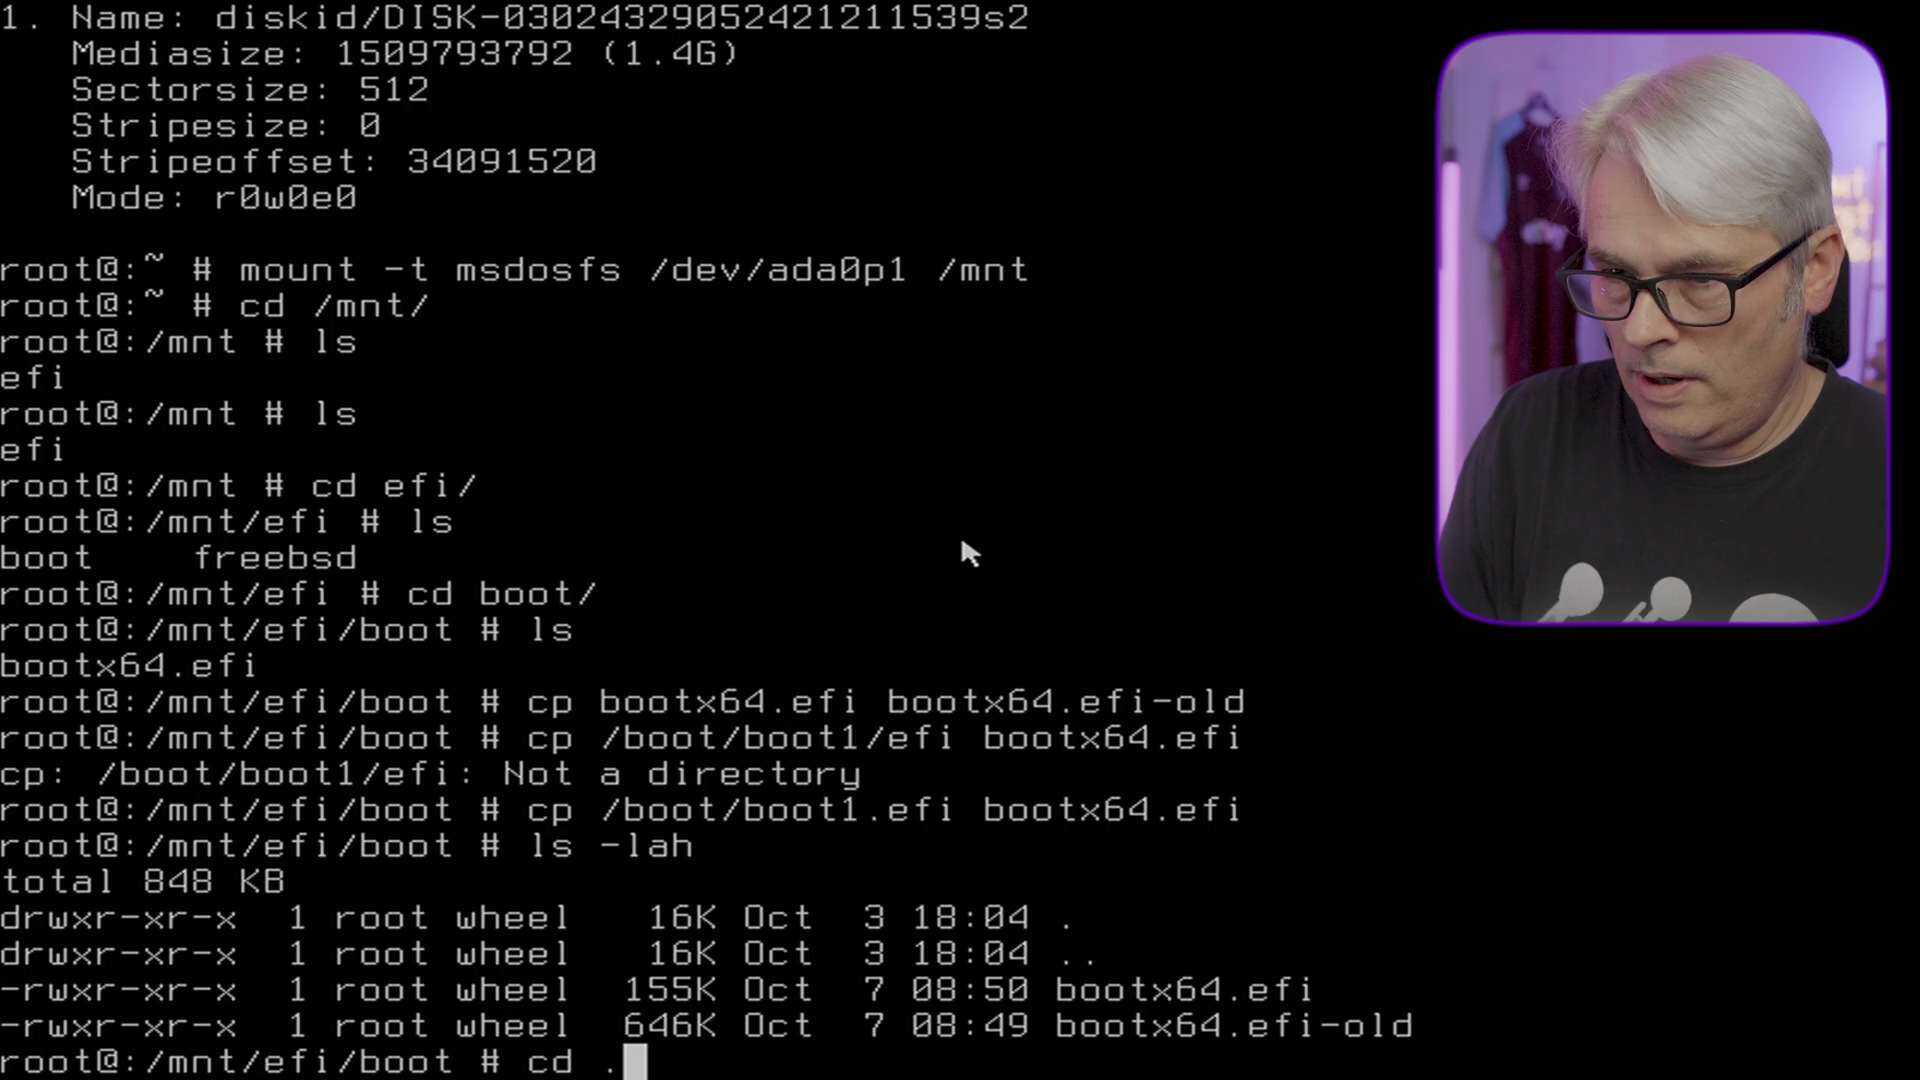 1. Name: diskid/DISK-03024329052421211539s2
Mediasize: 1509793792 (1.4G)
Sectorsize: 512
Stripesize: 0
Stripeoffset: 34091520
Mode: r0w0e0
root@:~ # mount -t msdosfs /dev/ada0p1 /mnt
root@:~ # cd /mnt/
root@:/mnt # ls
efi
root@:/mnt # ls
efi
root@:/mnt # cd efi/
root@:/mnt/efi # ls
boot freebsd
root@:/mnt/efi # cd boot/
root@:/mnt/efi/boot # ls
bootx64.efi
root@:/mnt/efi/boot # cp bootx64.efi bootx64.efi-old
root@:/mnt/efi/boot # cp /boot/boot1/efi bootx64.efi
cp: /boot/boot1/efi: Not a directory
root@:/mnt/efi/boot # cp /boot/boot1.efi bootx64.efi
root@:/mnt/efi/boot # ls -lah
total 848 KB
drwxr-xr-x 1 root wheel 16K Oct 3 18:04 .
drwxr-xr-x 1 root wheel 16K Oct 3 18:04 ..
-rwxr-xr-x 1 root wheel 155K Oct 7 08:50 bootx64.efi
-rwxr-xr-x 1 root wheel 646K Oct 7 08:49 bootx64.efi-old
root@:/mnt/efi/boot # cd .